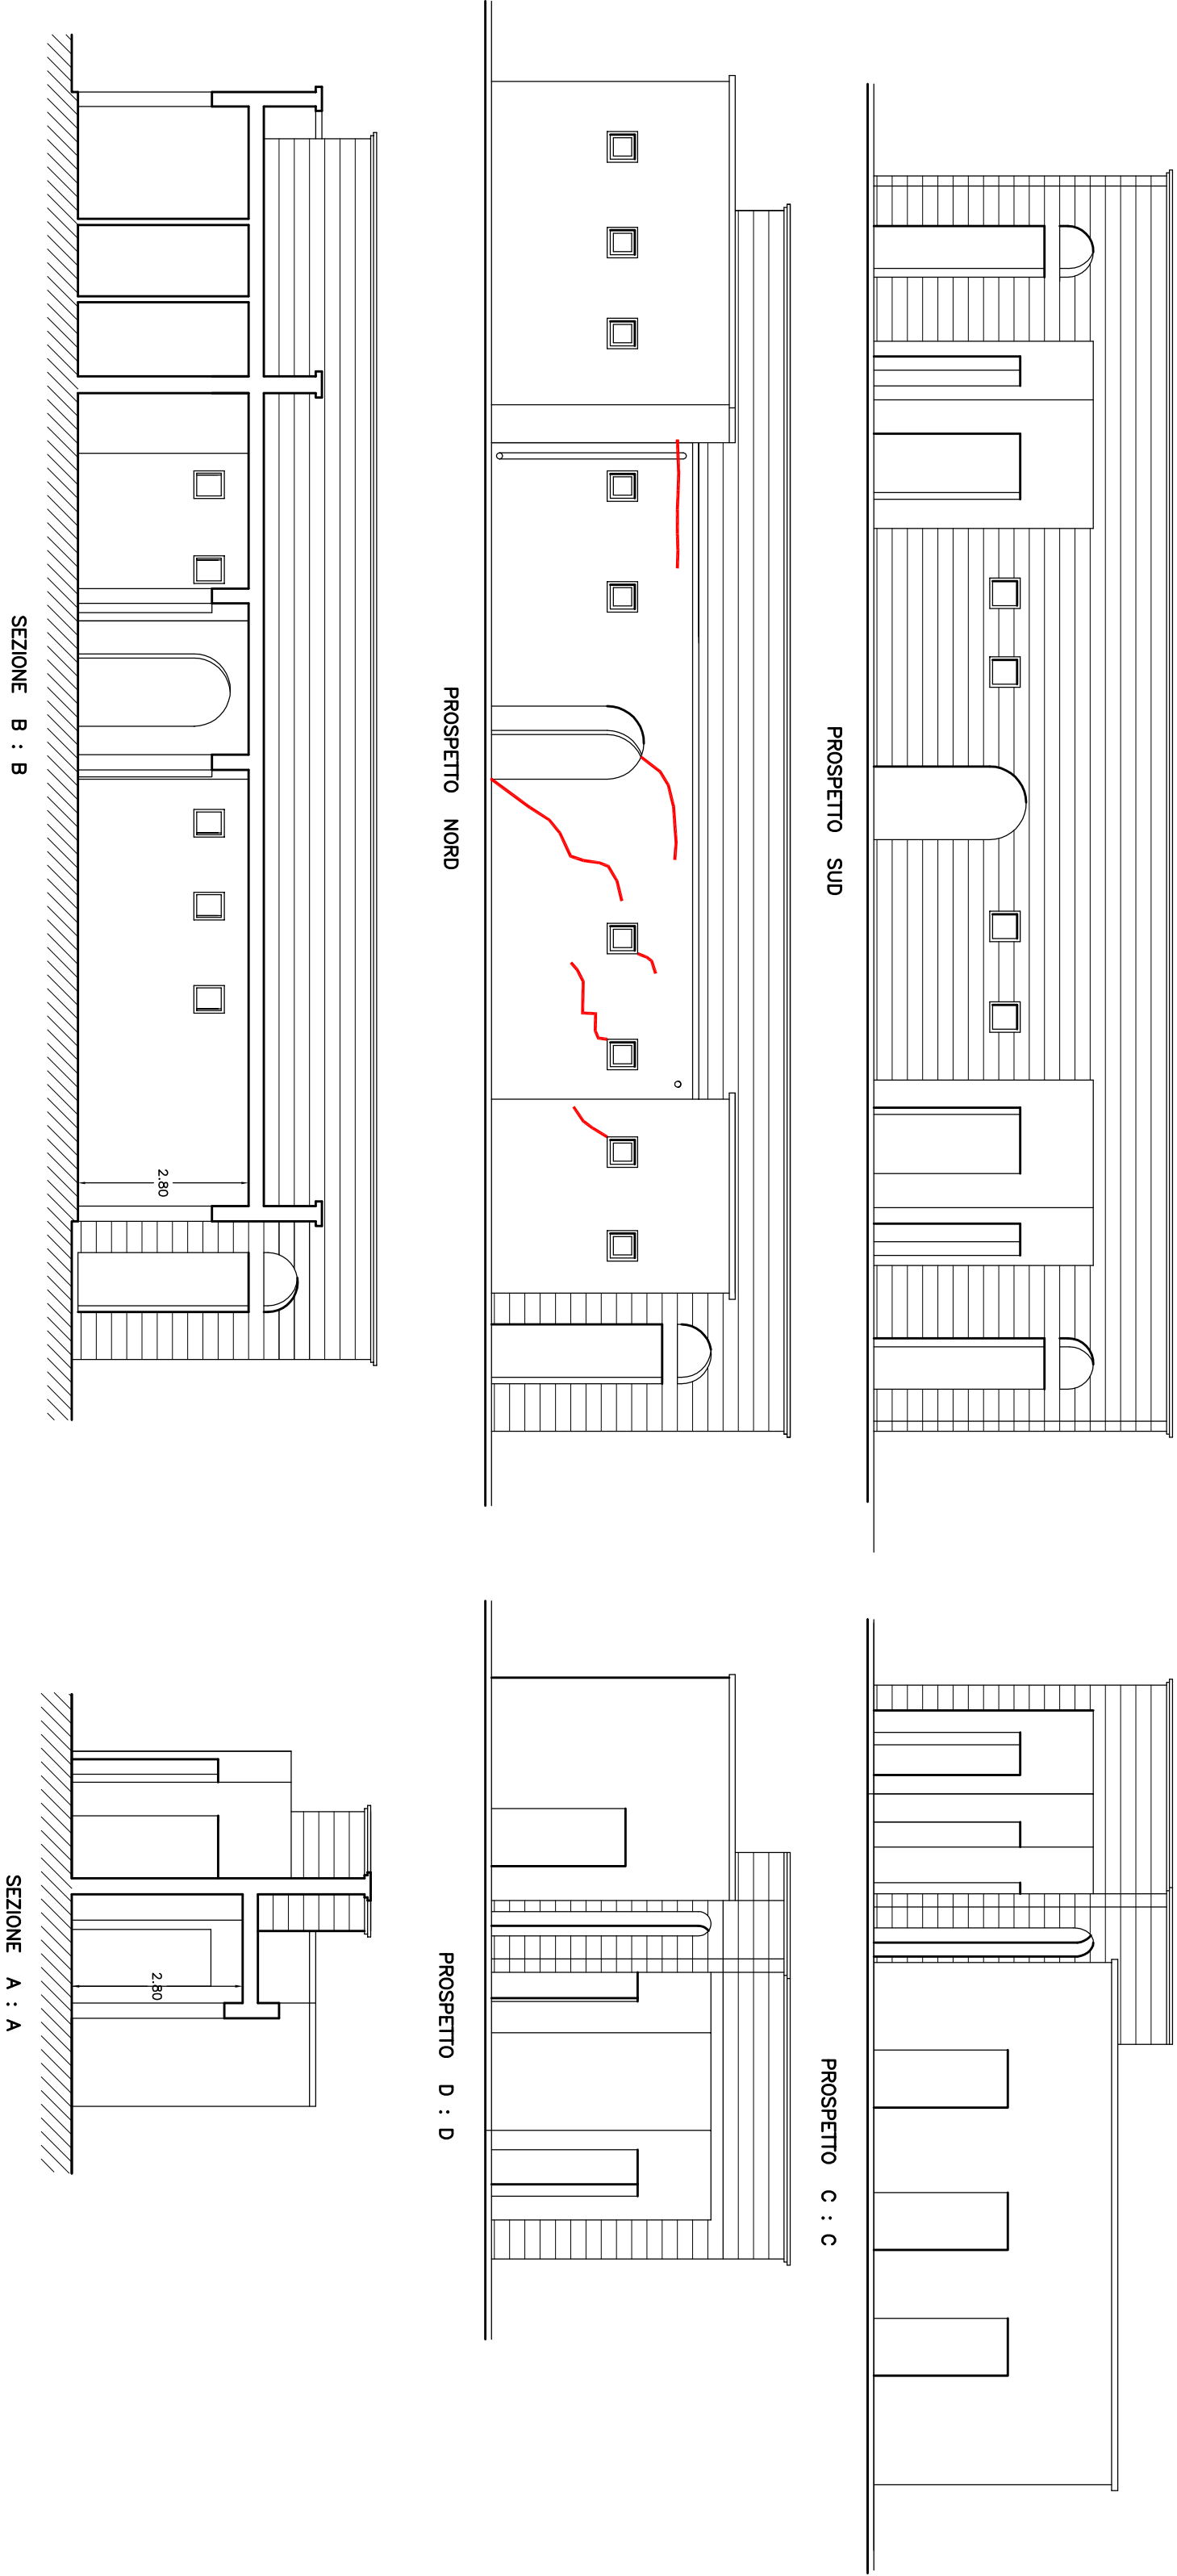 PROSPETTO SUD
PROSPETTO C : C
PROSPETTO NORD
PROSPETTO D : D
2.80
SEZIONE B : B
2.80
SEZIONE A : A